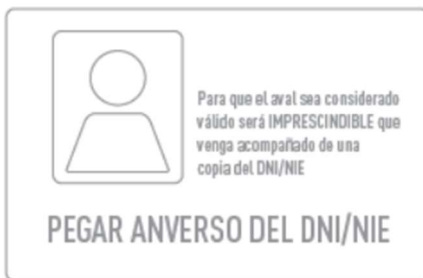 Para que el aval sea considerado
válido será IMPRESCINDIBLE que
venga acompañado de una
copia del DNI/NIE
PEGAR ANVERSO DEL DNI/NIE